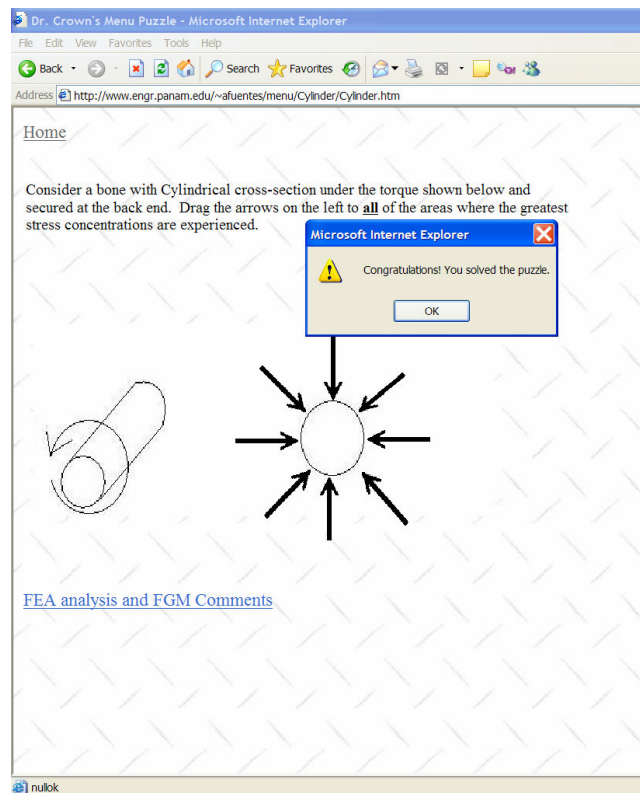 Dr. Crown's Menu Puzzle - Microsoft Internet Explorer
File Edit View Favorites Tools Help
Back Search Favorites
Address http://www.engr.panam.edu/~afuentes/menu/Cylinder/Cylinder.htm
Home
Consider a bone with Cylindrical cross-section under the torque shown below and
secured at the back end. Drag the arrows on the left to all of the areas where the greatest
stress concentrations are experienced.
Microsoft Internet Explorer
Congratulations! You solved the puzzle.
OK
FEA analysis and FGM Comments
nullok